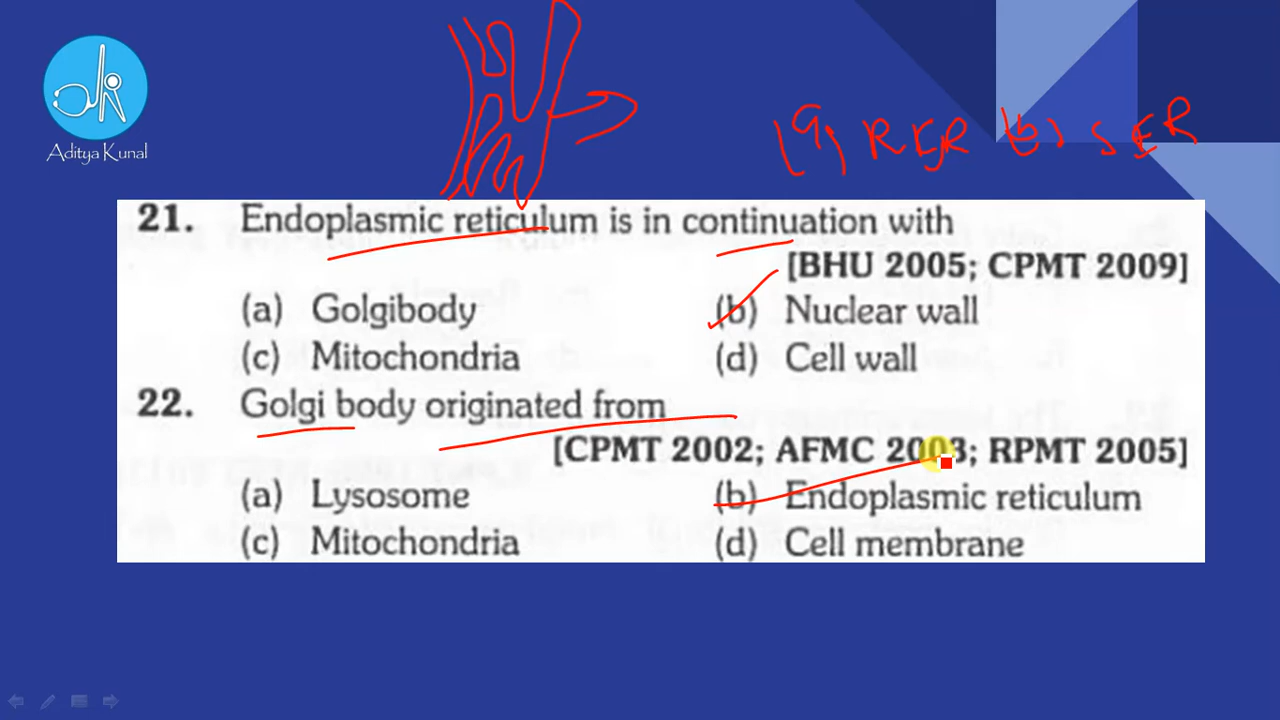 Aditya Kunal
(a) RER (b) SER
21. Endoplasmic reticulum is in continuation with
[BHU 2005; CPMT 2009]
(a) Golgibody (b) Nuclear wall
(c) Mitochondria (d) Cell wall
22. Golgi body originated from
[CPMT 2002; AFMC 2003; RPMT 2005]
(a) Lysosome (b) Endoplasmic reticulum
(c) Mitochondria (d) Cell membrane